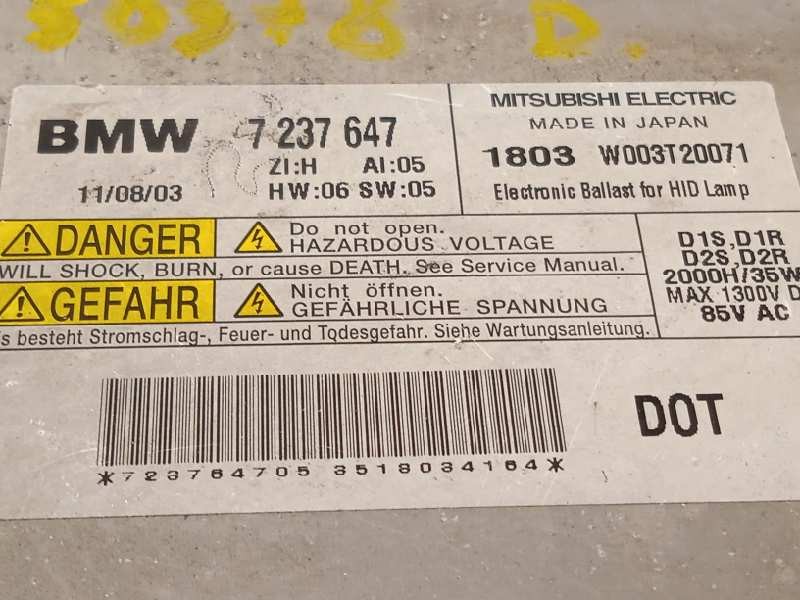 50378 D.
BMW 7 237 647
ZI:H AI:05
11/08/03 HW:06 SW:05
MITSUBISHI ELECTRIC
MADE IN JAPAN
1803 W003T20071
Electronic Ballast for HID Lamp
DANGER Do not open.
HAZARDOUS VOLTAGE
WILL SHOCK, BURN, or cause DEATH. See Service Manual.
GEFAHR Nicht öffnen.
GEFÄHRLICHE SPANNUNG
s besteht Stromschlag-, Feuer- und Todesgefahr. Siehe Wartungsanleitung.
D1S, D1R
D2S, D2R
2000H/35W
MAX 1300V D
85V AC
*723764705 3518034164*
DOT